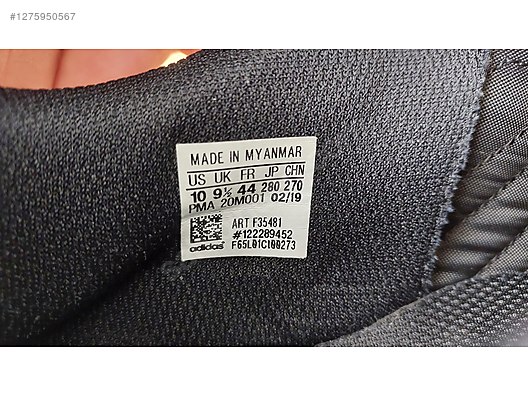 #1275950567
MADE IN MYANMAR
US UK FR JP CHN
10 9½ 44 280 270
PMA 20M001 02/19
ART F35481
#122289452
adidas F65L01C100273